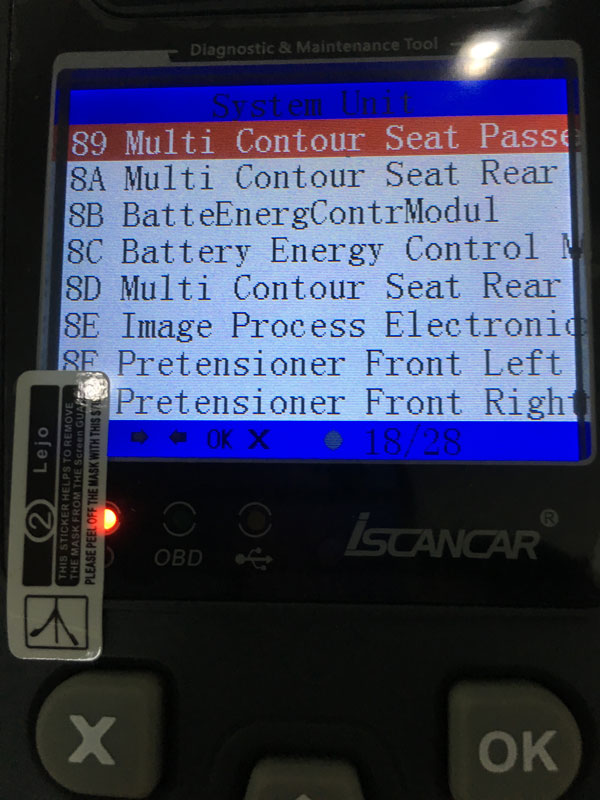 Diagnostic & Maintenance Tool
System Unit
89 Multi Contour Seat Passe
8A Multi Contour Seat Rear
8B BatteEnergContrModul
8C Battery Energy Control M
8D Multi Contour Seat Rear
8E Image Process Electronic
8F Pretensioner Front Left
Pretensioner Front Right
OK X 18/28
OBD
iSCANCAR®
2 Lejo
THIS STICKER HELPS TO REMOVE
THE MASK FROM THE Screen GUA
PLEASE PEEL OFF THE MASK WITH THIS
X
OK